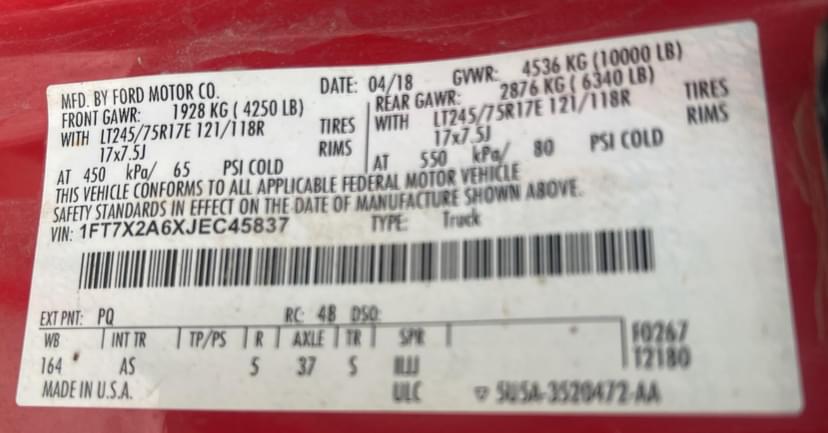 MFD. BY FORD MOTOR CO. DATE: 04/18 GVWR: 4536 KG (10000 LB)
FRONT GAWR: 1928 KG ( 4250 LB) REAR GAWR: 2876 KG ( 6340 LB)
WITH LT245/75R17E 121/118R TIRES WITH LT245/75R17E 121/118R TIRES
17x7.5J RIMS 17x7.5J RIMS
AT 450 kPa/ 65 PSI COLD AT 550 kPa/ 80 PSI COLD
THIS VEHICLE CONFORMS TO ALL APPLICABLE FEDERAL MOTOR VEHICLE
SAFETY STANDARDS IN EFFECT ON THE DATE OF MANUFACTURE SHOWN ABOVE.
VIN: 1FT7X2A6XJEC45837 TYPE: Truck
EXT PNT: PQ RC: 48 DSO:
WB INT TR TP/PS R AXLE TR SPR F0267
164 AS 5 37 S T2180
MADE IN U.S.A. ULC 5U5A-3520472-AA